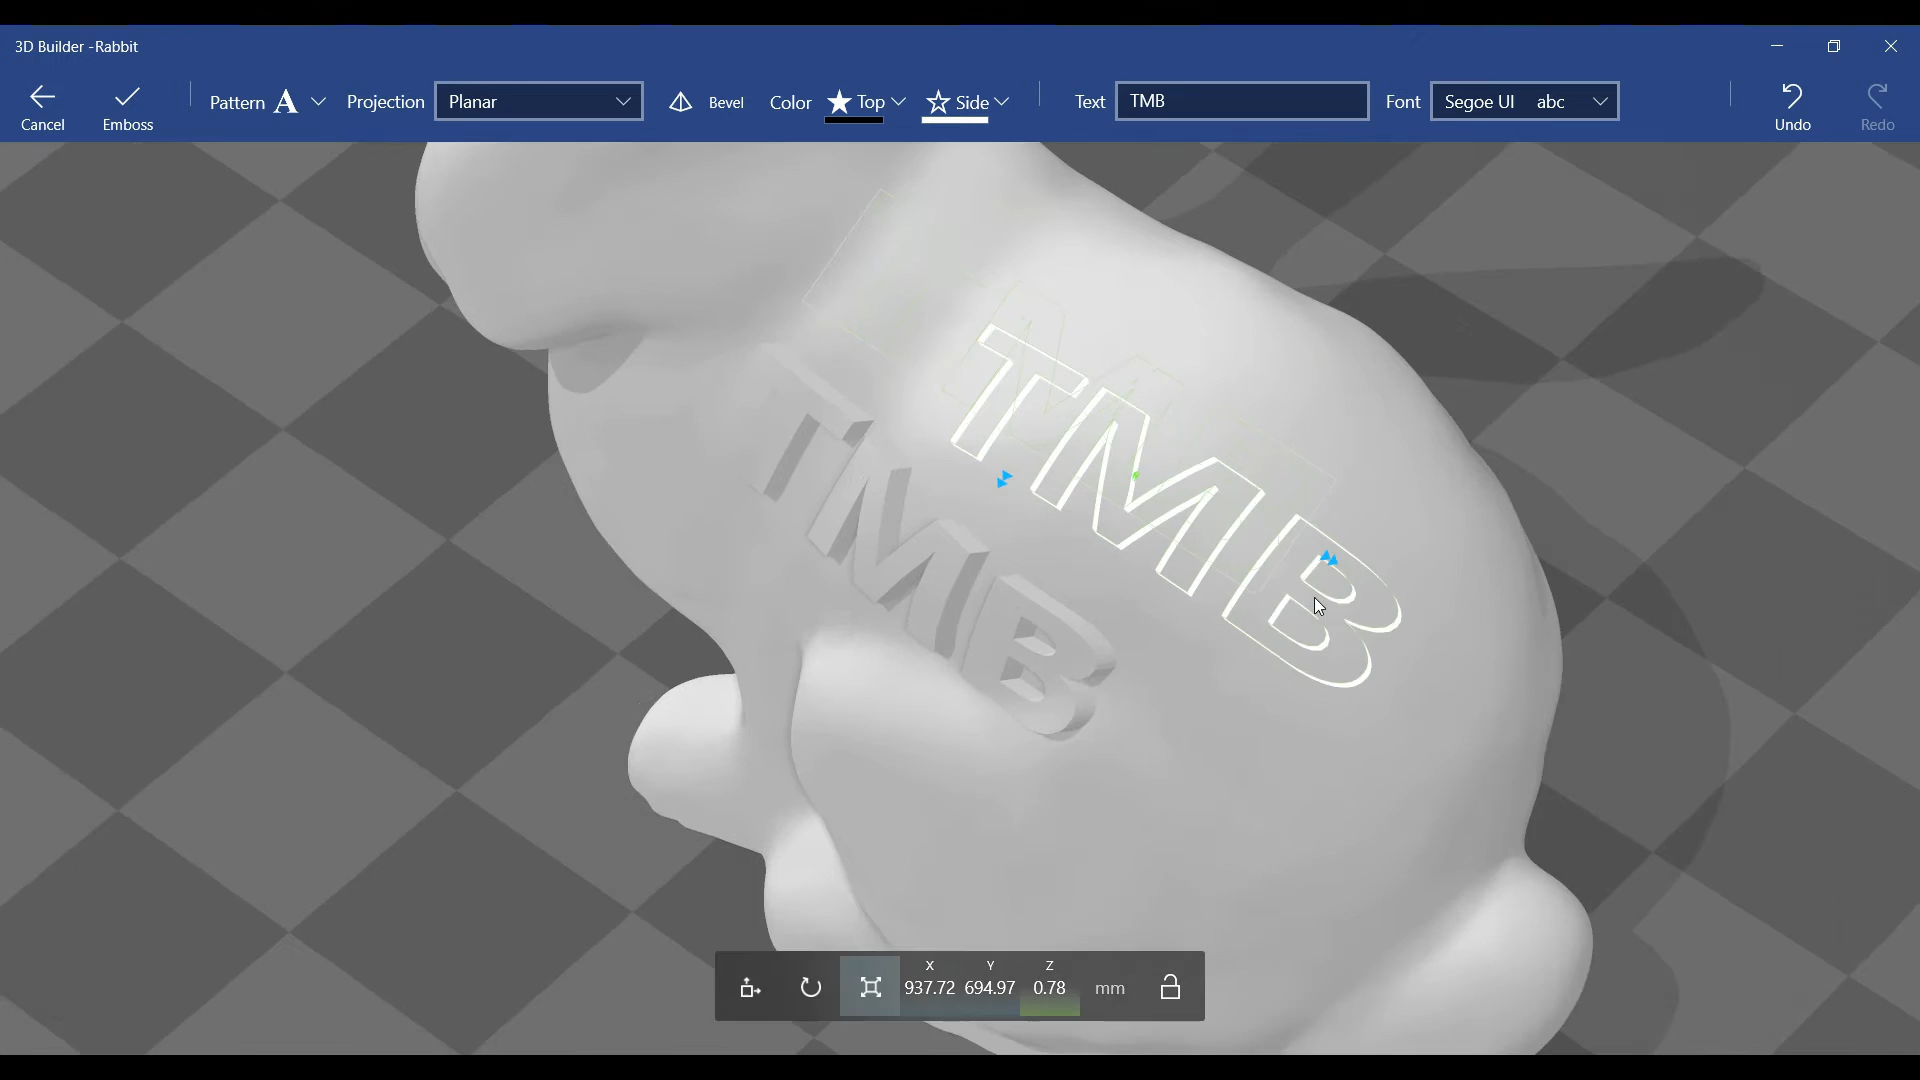 3D Builder -Rabbit
Cancel
Emboss
Pattern A
Projection
Planar
Bevel
Color
Top
Side
Text
TMB
Font
Segoe UI abc
Undo
Redo
TMB
TMB
X Y Z
937.72 694.97 0.78 mm